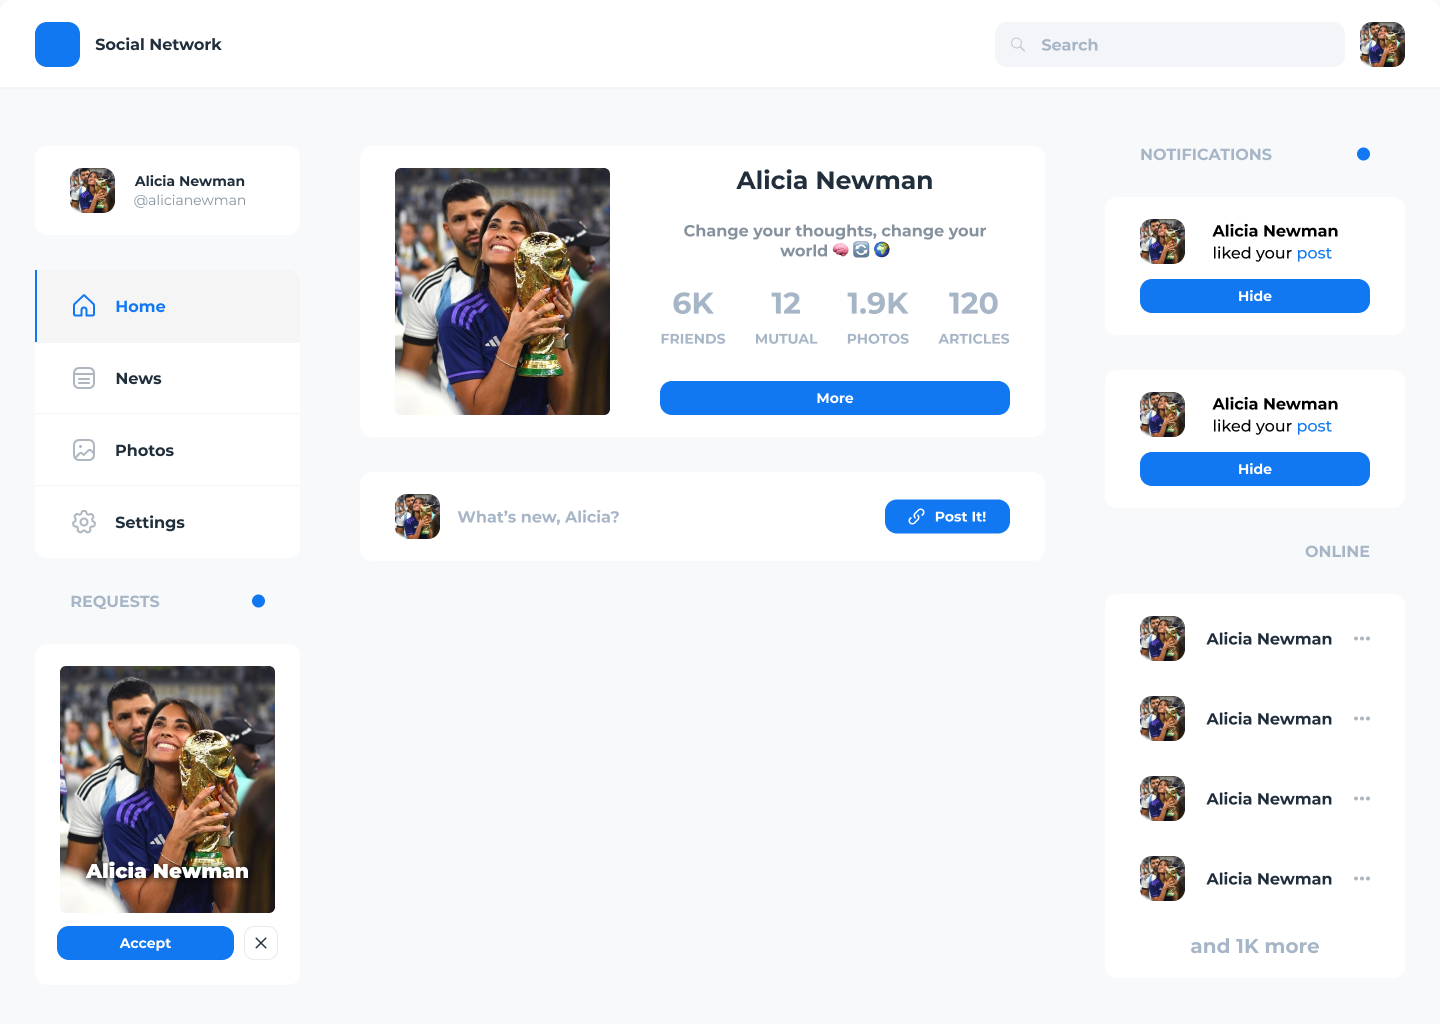 Social Network
Search
Alicia Newman
@alicianewman
Home
News
Photos
Settings
REQUESTS
Alicia Newman
Accept
Alicia Newman
Change your thoughts, change your
world 🧠 🔄 🌍
6K 12 1.9K 120
FRIENDS MUTUAL PHOTOS ARTICLES
More
What’s new, Alicia?
Post It!
NOTIFICATIONS
Alicia Newman
liked your post
Hide
Alicia Newman
liked your post
Hide
ONLINE
Alicia Newman
Alicia Newman
Alicia Newman
Alicia Newman
and 1K more